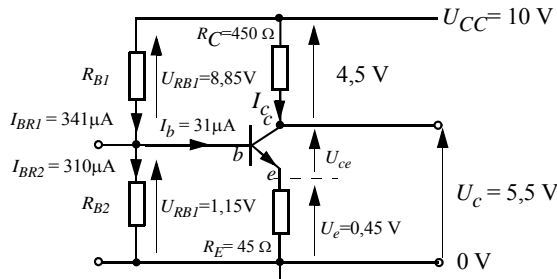 U_CC = 10 V
R_C=450 Ω
R_B1
U_RB1=8,85V
4,5 V
I_c
c
I_BR1= 341µA
I_b = 31µA
I_BR2= 310µA
b
U_ce
e
R_B2
U_RB1=1,15V
U_e=0,45 V
U_c = 5,5 V
R_E= 45 Ω
0 V